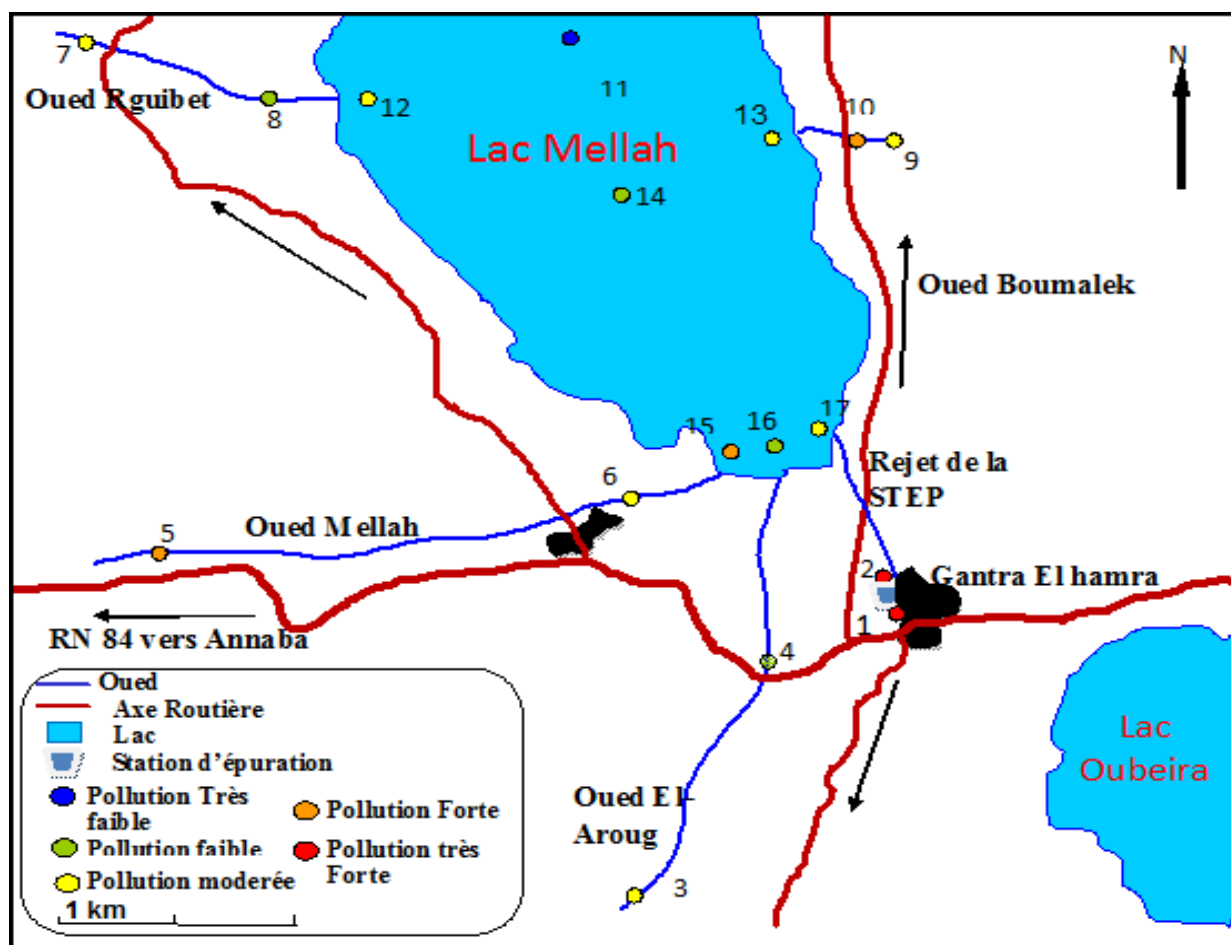 N
7
Oued Rguibet
8
12
11
13
10
9
Lac Mellah
14
Oued Boumalek
15
16
17
Rejet de la
STEP
6
5
Oued Mellah
2
Gantra El hamra
1
RN 84 vers Annaba
4
Oued
Axe Routière
Lac
Station d'épuration
Pollution Très
faible
Pollution faible
Pollution moderée
Pollution Forte
Pollution très
Forte
1 km
Oued El-
Aroug
3
Lac
Oubeira